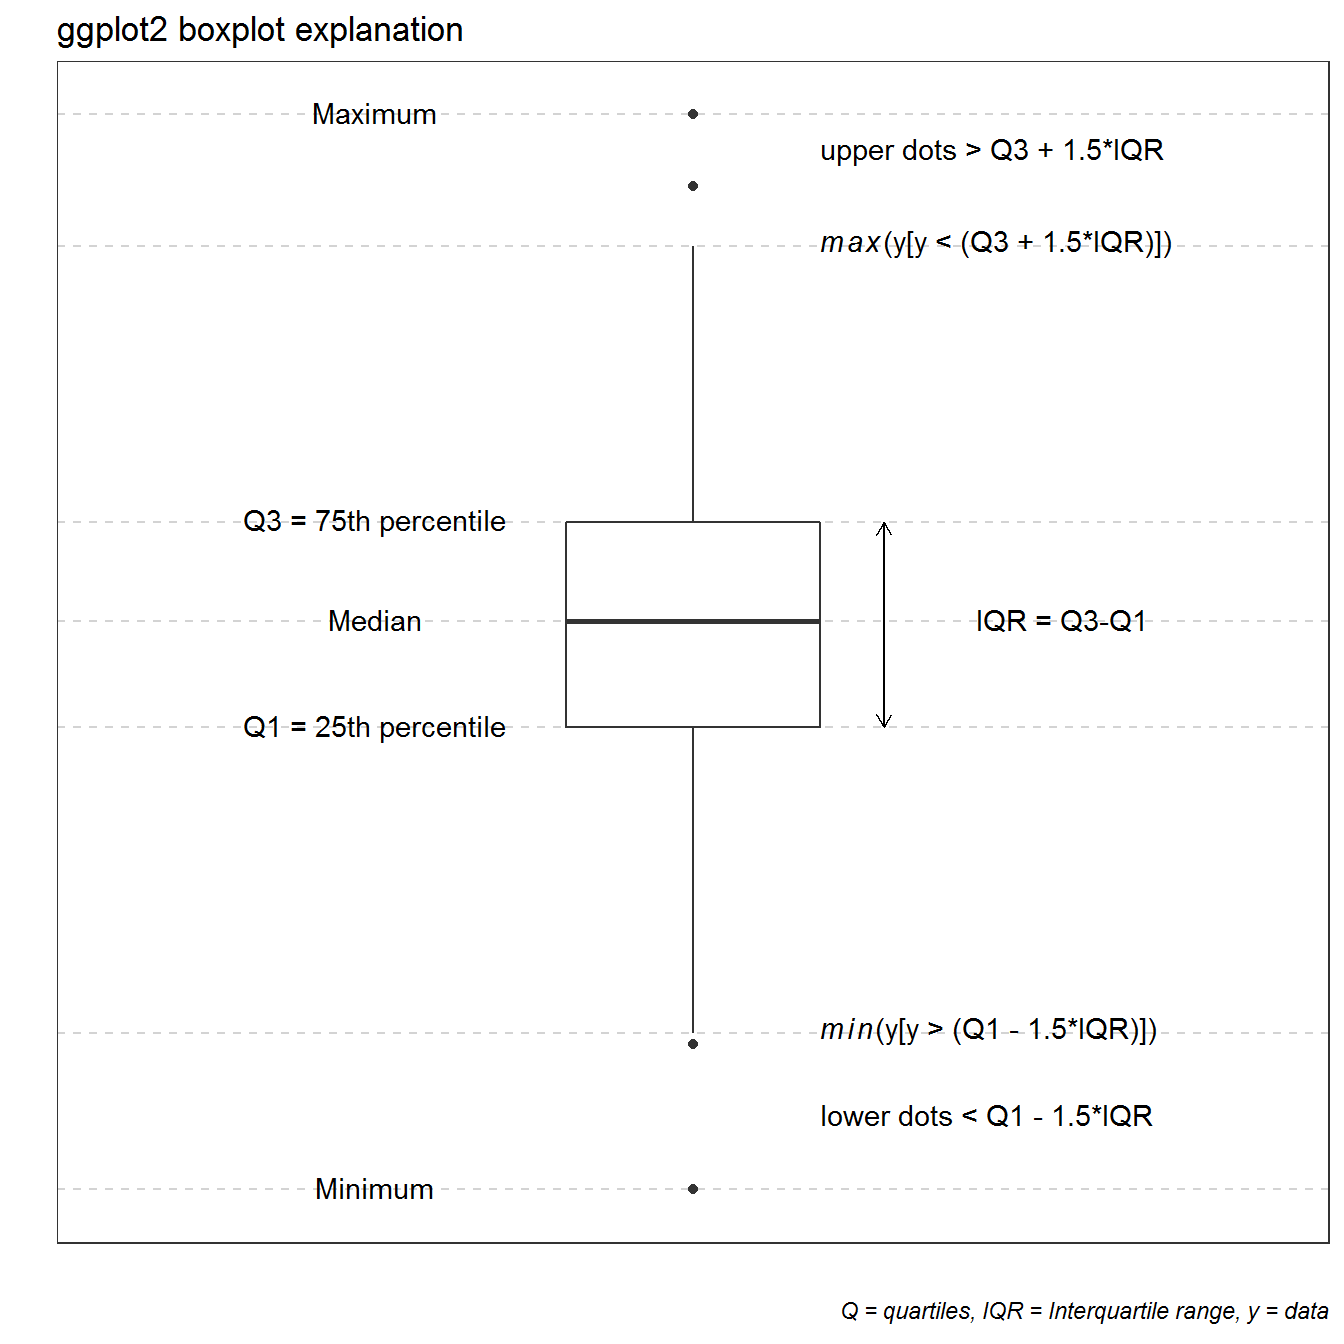 ggplot2 boxplot explanation
Maximum
upper dots > Q3 + 1.5*IQR
max(y[y < (Q3 + 1.5*IQR)])
Q3 = 75th percentile
Median
IQR = Q3-Q1
Q1 = 25th percentile
min(y[y > (Q1 - 1.5*IQR)])
lower dots < Q1 - 1.5*IQR
Minimum
Q = quartiles, IQR = Interquartile range, y = data